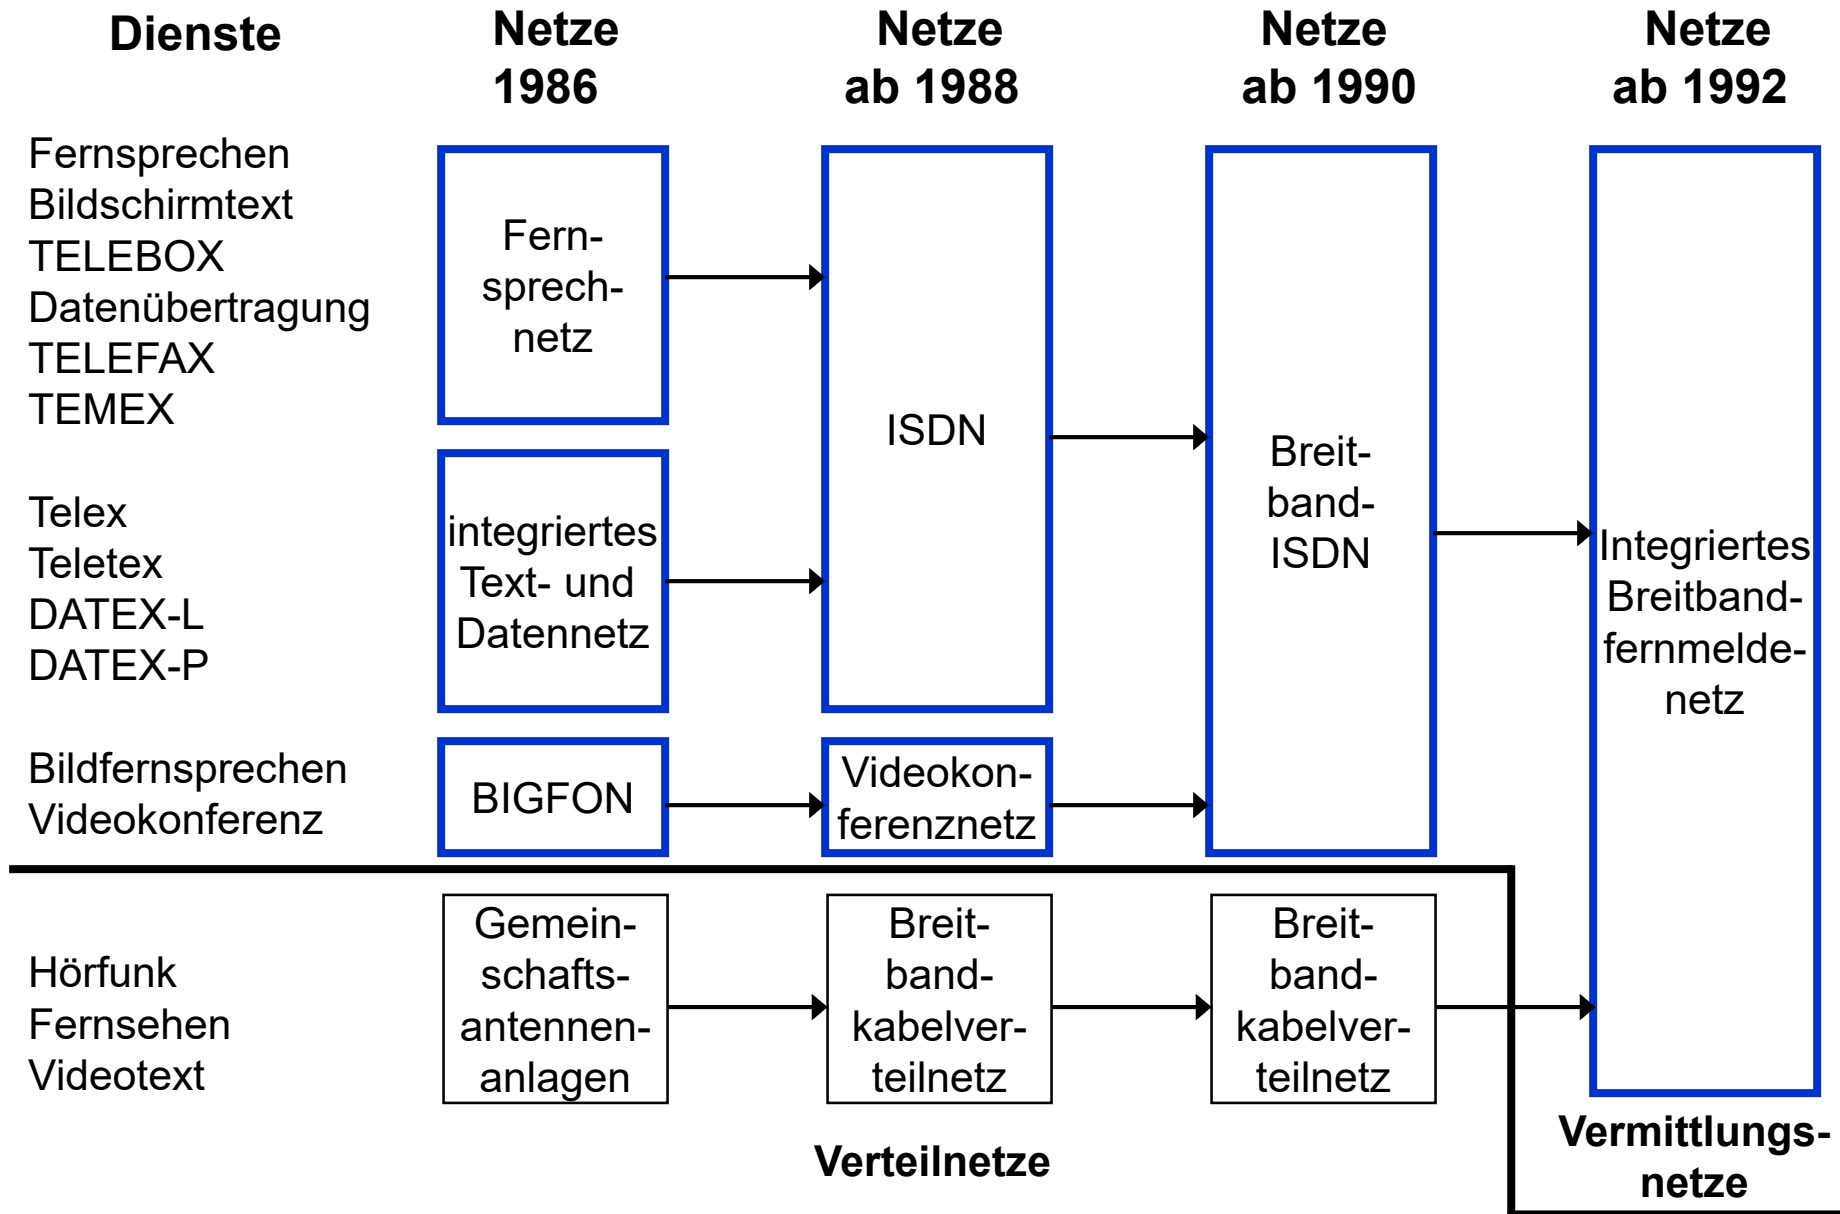 Dienste
Netze
1986
Netze
ab 1988
Netze
ab 1990
Netze
ab 1992
Fernsprechen
Bildschirmtext
TELEBOX
Datenübertragung
TELEFAX
TEMEX
Telex
Teletex
DATEX-L
DATEX-P
Bildfernsprechen
Videokonferenz
Hörfunk
Fernsehen
Videotext
Fern-
sprech-
netz
integriertes
Text- und
Datennetz
BIGFON
Gemein-
schafts-
antennen-
anlagen
ISDN
Videokon-
ferenznetz
Breit-
band-
kabelver-
teilnetz
Breit-
band-
ISDN
Breit-
band-
kabelver-
teilnetz
Integriertes
Breitband-
fernmelde-
netz
Verteilnetze
Vermittlungs-
netze